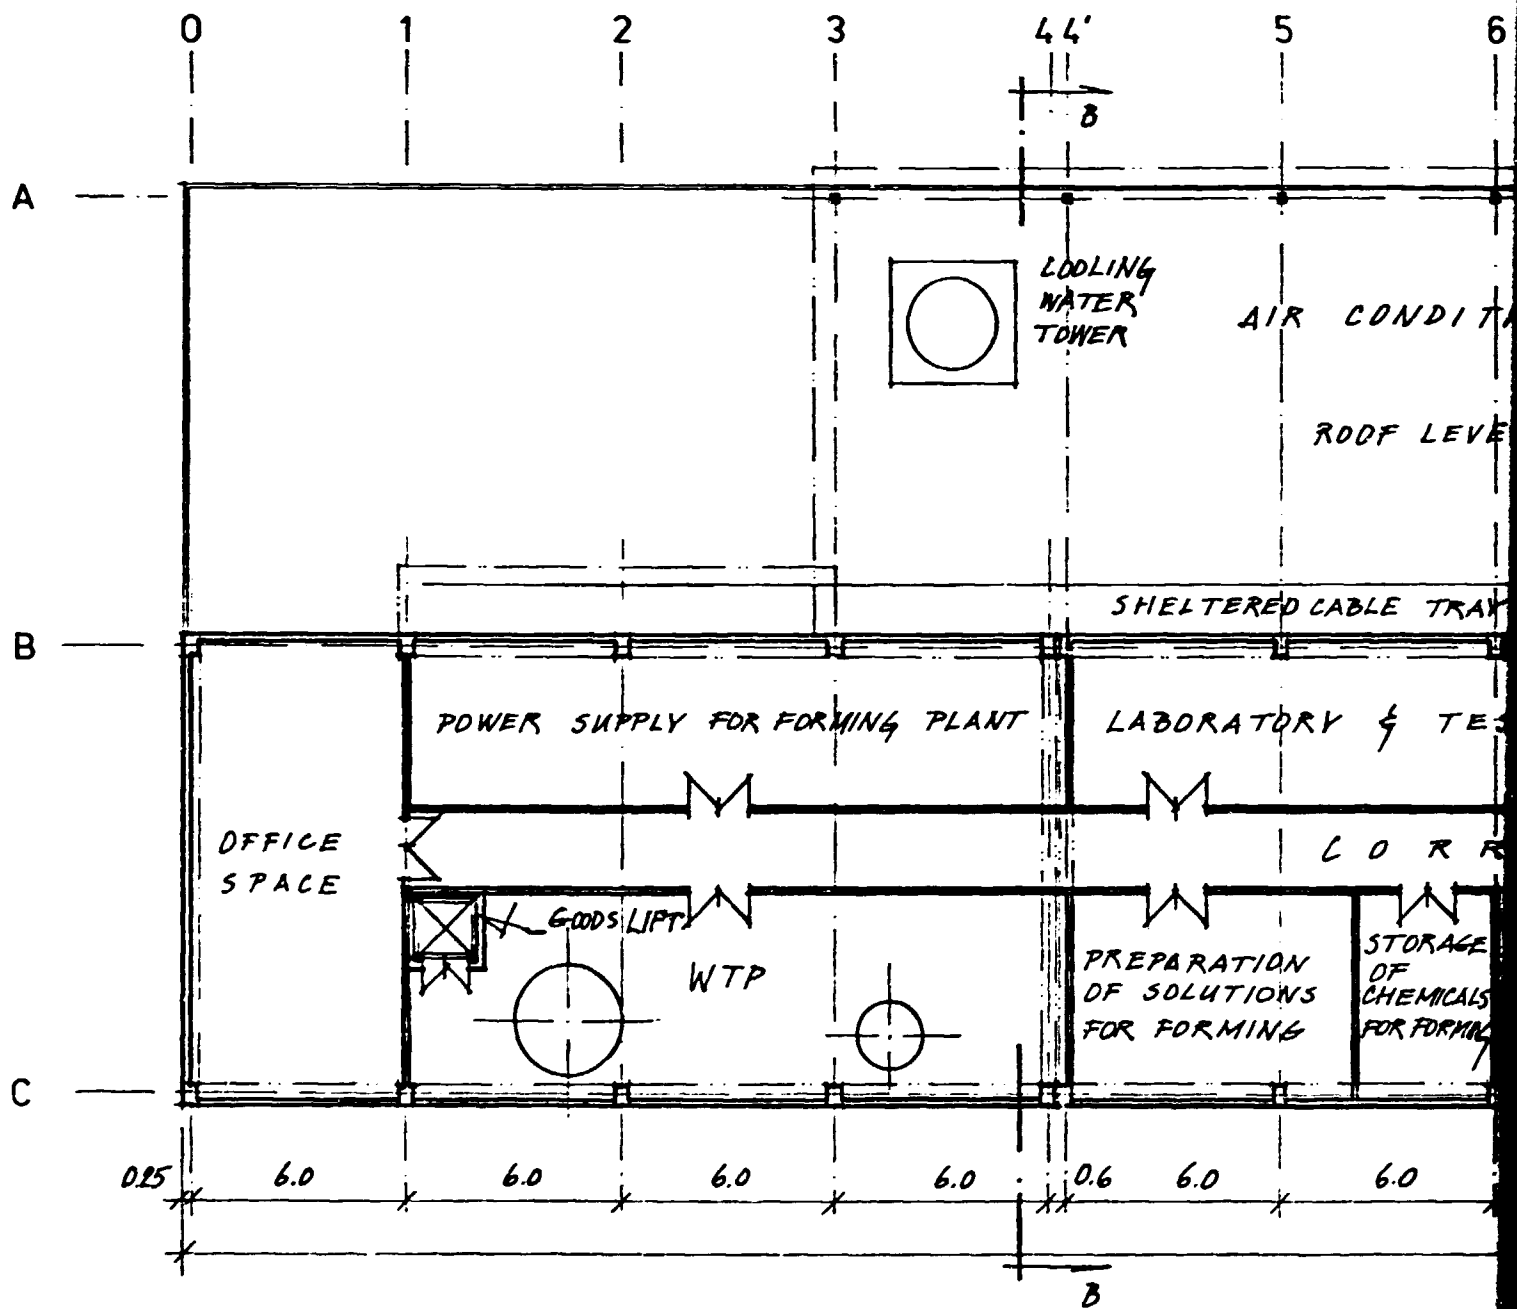 0 1 2 3 4 4' 5 6
B
A
COOLING
WATER
TOWER
AIR CONDIT
ROOF LEVE
SHELTERED CABLE TRAY
B
POWER SUPPLY FOR FORMING PLANT
LABORATORY & TES
OFFICE
SPACE
C O R R
GOODS LIFT
WTP
PREPARATION
OF SOLUTIONS
FOR FORMING
STORAGE
OF
CHEMICALS
FOR FORMING
C
0.25 6.0 6.0 6.0 6.0 0.6 6.0 6.0
B